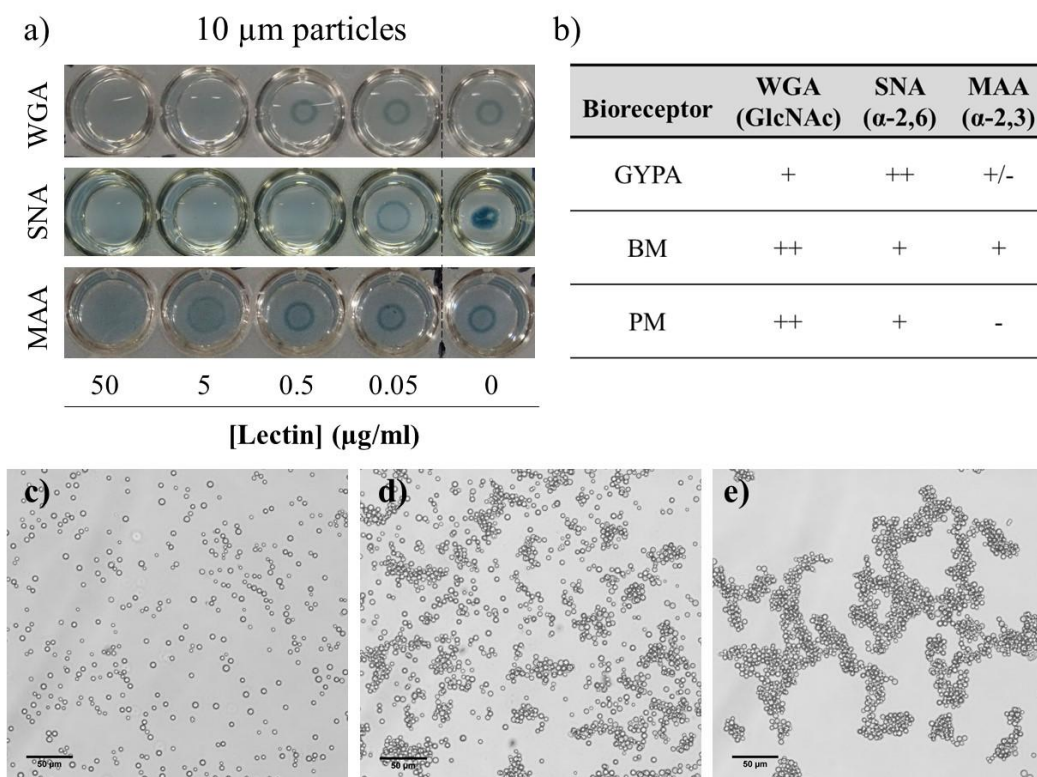 a)
10 µm particles
WGA
SNA
MAA
50 5 0.5 0.05 0
[Lectin] (µg/ml)
b)
Bioreceptor WGA (GlcNAc) SNA (α-2,6) MAA (α-2,3)
GYPA + ++ +/-
BM ++ + +
PM ++ + -
c)
50 µm
d)
50 µm
e)
50 µm